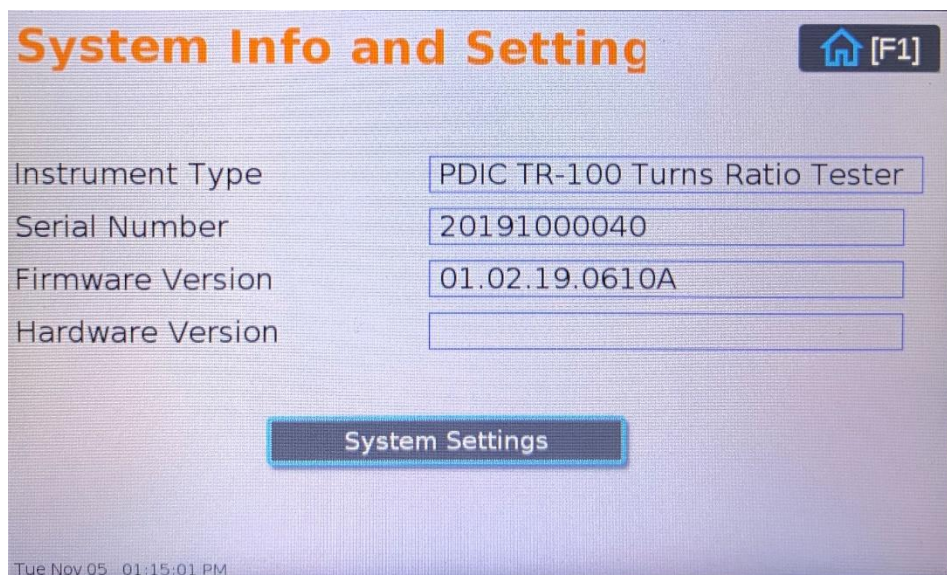 System Info and Setting
[F1]
Instrument Type PDIC TR-100 Turns Ratio Tester
Serial Number 20191000040
Firmware Version 01.02.19.0610A
Hardware Version
System Settings
Tue Nov 05 01:15:01 PM